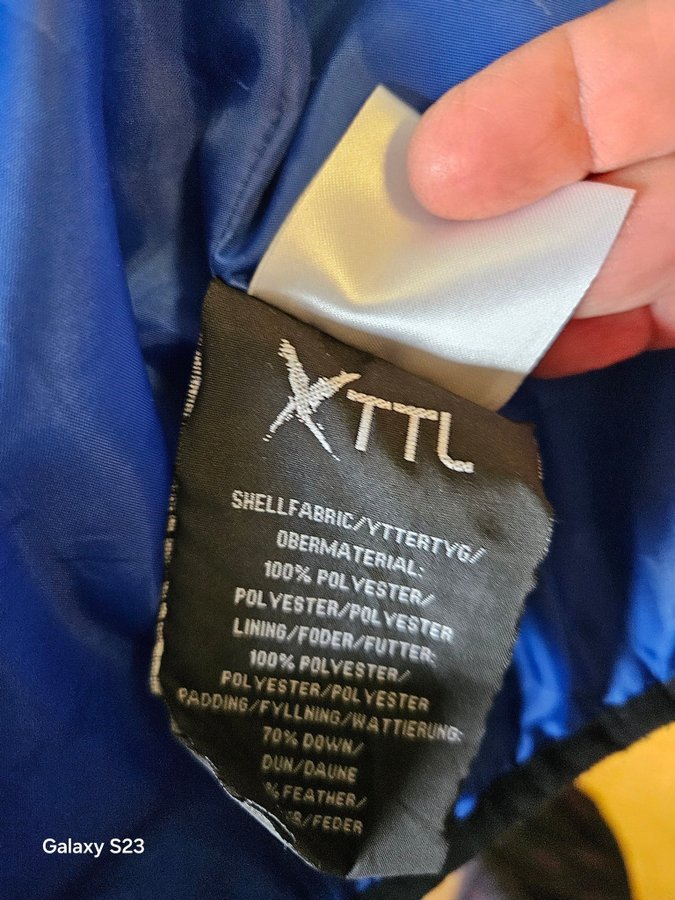 XTTL
SHELLFABRIC/YTTERTYG/
OBERMATERIAL:
100% POLYESTER/
POLYESTER/POLYESTER
LINING/FODER/FUTTER:
100% POLYESTER/
POLYESTER/POLYESTER
PADDING/FYLLNING/WATTIERUNG:
70% DOWN/
DUN/DAUNE
% FEATHER/
/FEDER
Galaxy S23